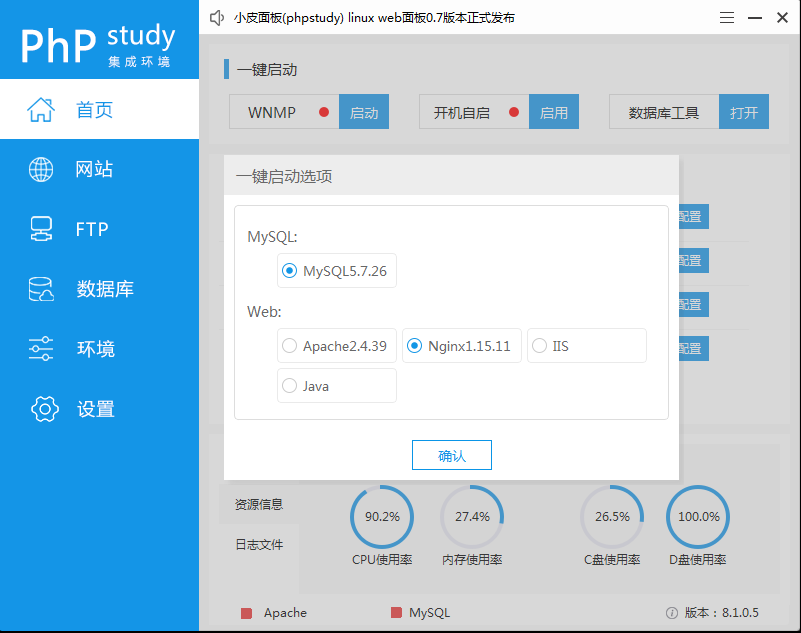 小皮面板(phpstudy) linux web面板0.7版本正式发布
PhP study
集成环境
首页
网站
FTP
数据库
环境
设置
一键启动
WNMP 启动 开机自启 启用 数据库工具 打开
一键启动选项
MySQL:
MySQL5.7.26
Web:
Apache2.4.39 Nginx1.15.11 IIS
Java
确认
配置
配置
配置
配置
资源信息
日志文件
90.2% 27.4% 26.5% 100.0%
CPU使用率 内存使用率 C盘使用率 D盘使用率
Apache MySQL 版本：8.1.0.5